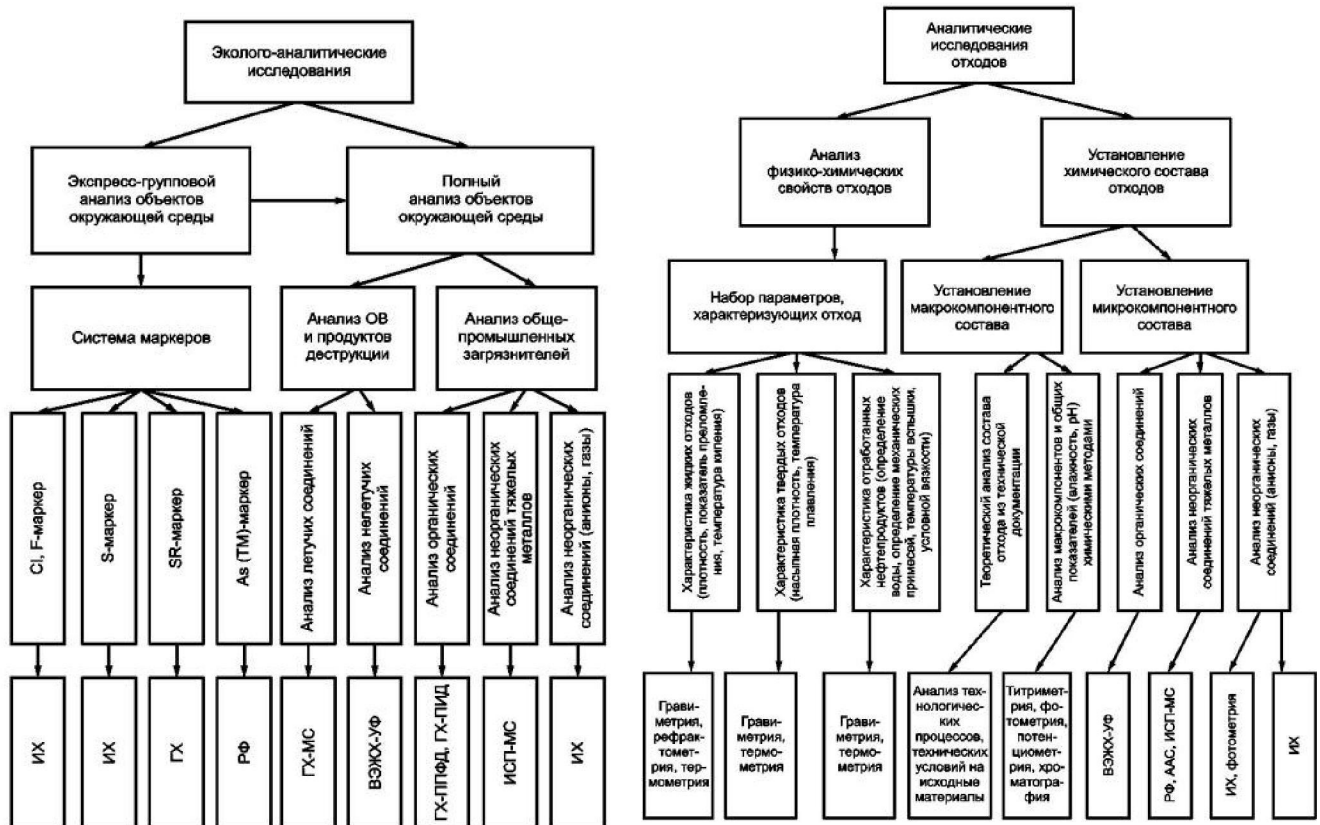 Эколого-аналитические
исследования
Экспресс-групповой
анализ объектов
окружающей среды
Полный
анализ объектов
окружающей среды
Система маркеров
Анализ ОВ
и продуктов
деструкции
Анализ обще-
промышленных
загрязнителей
Cl, F-маркер
S-маркер
SR-маркер
As (ТМ)-маркер
Анализ летучих соединений
Анализ нелетучих
соединений
Анализ органических
соединений
Анализ неорганических
соединений тяжелых
металлов
Анализ неорганических
соединений (анионы, газы)
ИХ
ИХ
ГХ
РФ
ГХ-МС
ВЭЖХ-УФ
ГХ-ППФД, ГХ-ПИД
ИСП-МС
ИХ
Аналитические
исследования
отходов
Анализ
физико-химических
свойств отходов
Установление
химического состава
отходов
Набор параметров,
характеризующих отход
Установление
макрокомпонентного
состава
Установление
микрокомпонентного
состава
Характеристика жидких отходов
(плотность, показатель преломле-
ния, температура кипения)
Характеристика твердых отходов
(насыпная плотность, температура
плавления)
Характеристика отработанных
нефтепродуктов (определение
воды, определение механических
примесей, температуры вспышки,
условной вязкости)
Теоретический анализ состава
отхода из технической
документации
Анализ макрокомпонентов и общих
показателей (влажность, pH)
химическими методами
Анализ органических соединений
Анализ неорганических
соединений тяжелых металлов
Анализ неорганических
соединений (анионы, газы)
Грави-
метрия,
рефрак-
томет-
рия, тер-
мометрия
Грави-
метрия,
термо-
метрия
Грави-
метрия,
термо-
метрия
Анализ тех-
нологических
процессов,
технических
условий на
исходные
материалы
Титримет-
рия, фо-
тометрия,
потен-
циомет-
рия, хро-
матогра-
фия
ВЭЖХ-УФ
РФ, ААС, ИСП-МС
ИХ, фотометрия
ИХ